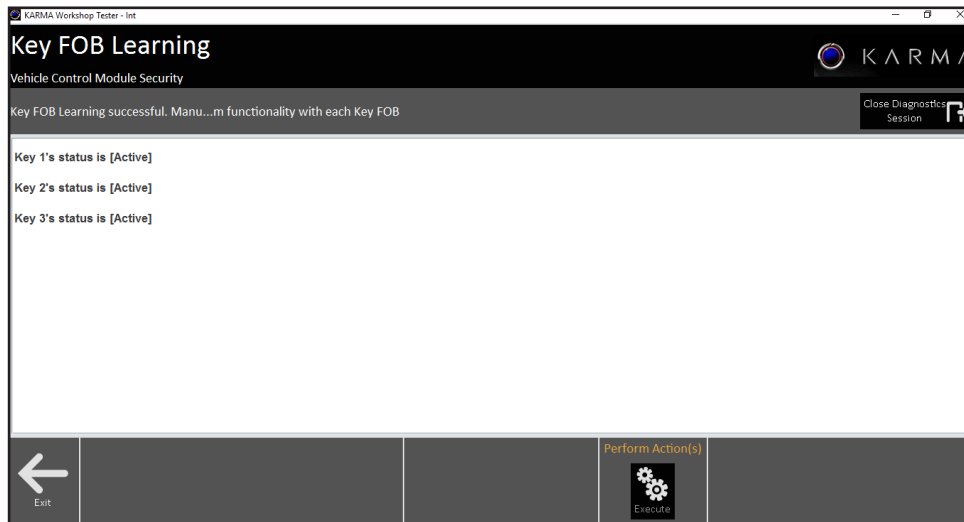 KARMA Workshop Tester - Int
Key FOB Learning
KARMA
Vehicle Control Module Security
Key FOB Learning successful. Manu...m functionality with each Key FOB
Close Diagnostics
Session
Key 1's status is [Active]
Key 2's status is [Active]
Key 3's status is [Active]
Perform Action(s)
Exit
Execute